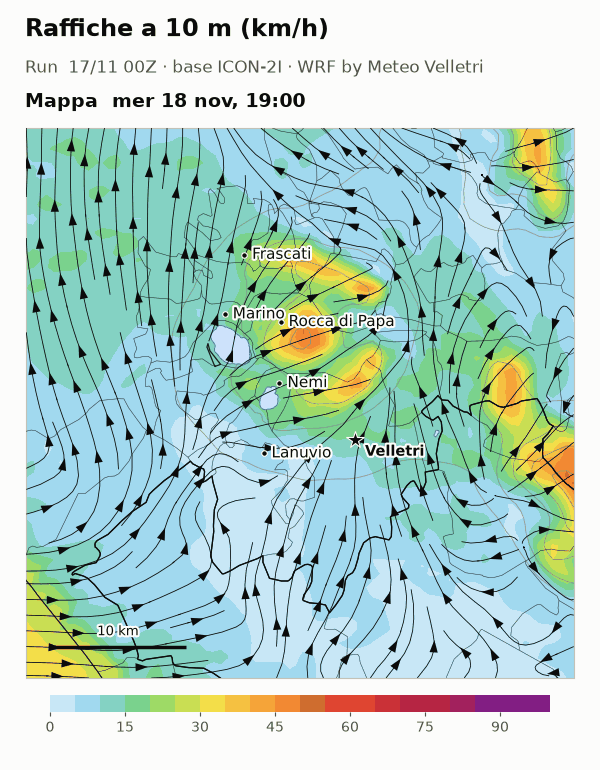 Raffiche a 10 m (km/h)
Run 17/11 00Z · base ICON-2I · WRF by Meteo Velletri
Mappa mer 18 nov, 19:00
Frascati
Marino
Rocca di Papa
Nemi
Lanuvio
Velletri
10 km
0 15 30 45 60 75 90